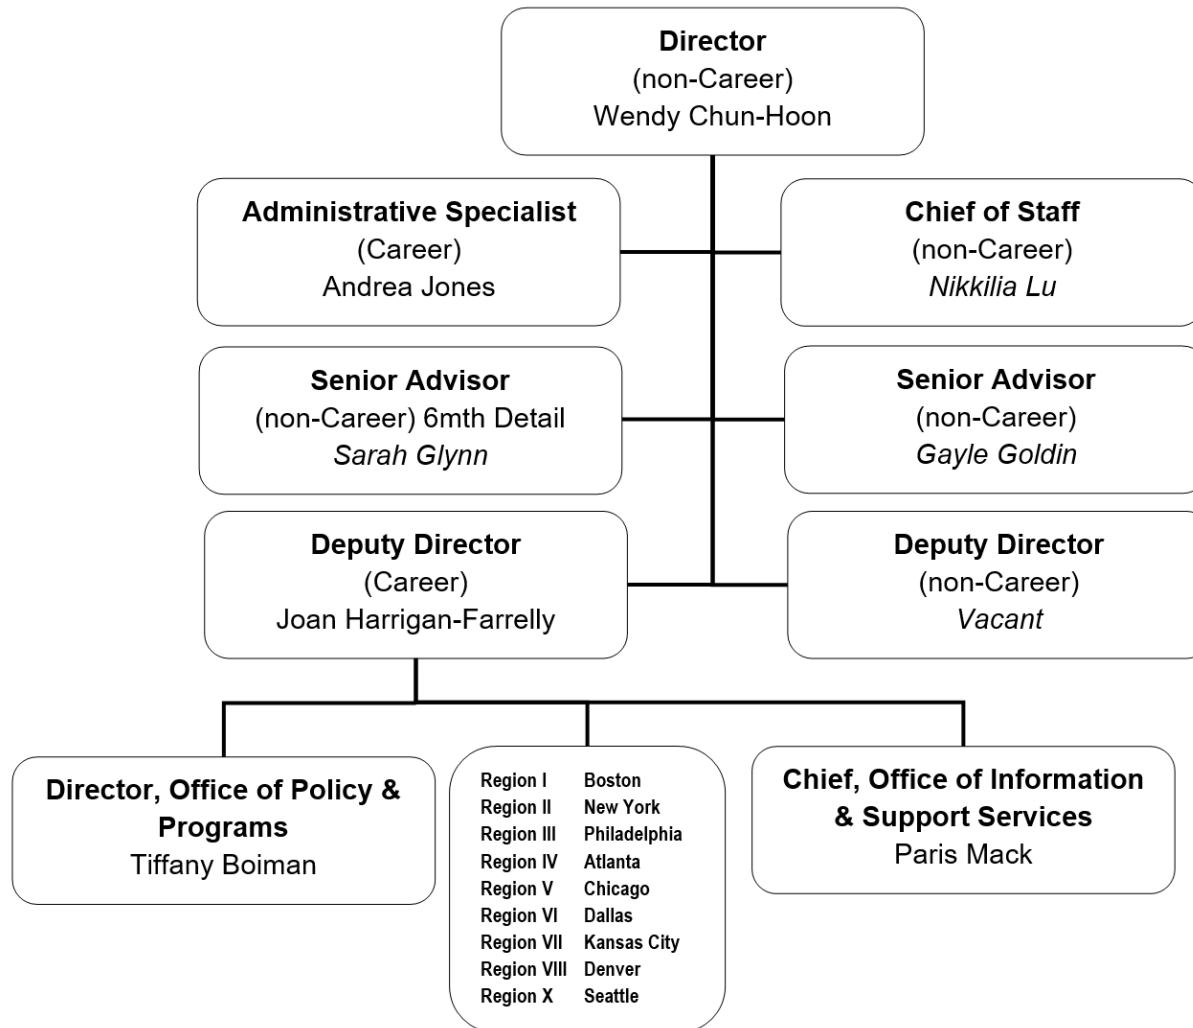 Director
(non-Career)
Wendy Chun-Hoon
Administrative Specialist
(Career)
Andrea Jones
Chief of Staff
(non-Career)
Nikkilia Lu
Senior Advisor
(non-Career) 6mth Detail
Sarah Glynn
Senior Advisor
(non-Career)
Gayle Goldin
Deputy Director
(Career)
Joan Harrigan-Farrelly
Deputy Director
(non-Career)
Vacant
Director, Office of Policy &
Programs
Tiffany Boiman
Region I Boston
Region II New York
Region III Philadelphia
Region IV Atlanta
Region V Chicago
Region VI Dallas
Region VII Kansas City
Region VIII Denver
Region X Seattle
Chief, Office of Information
& Support Services
Paris Mack